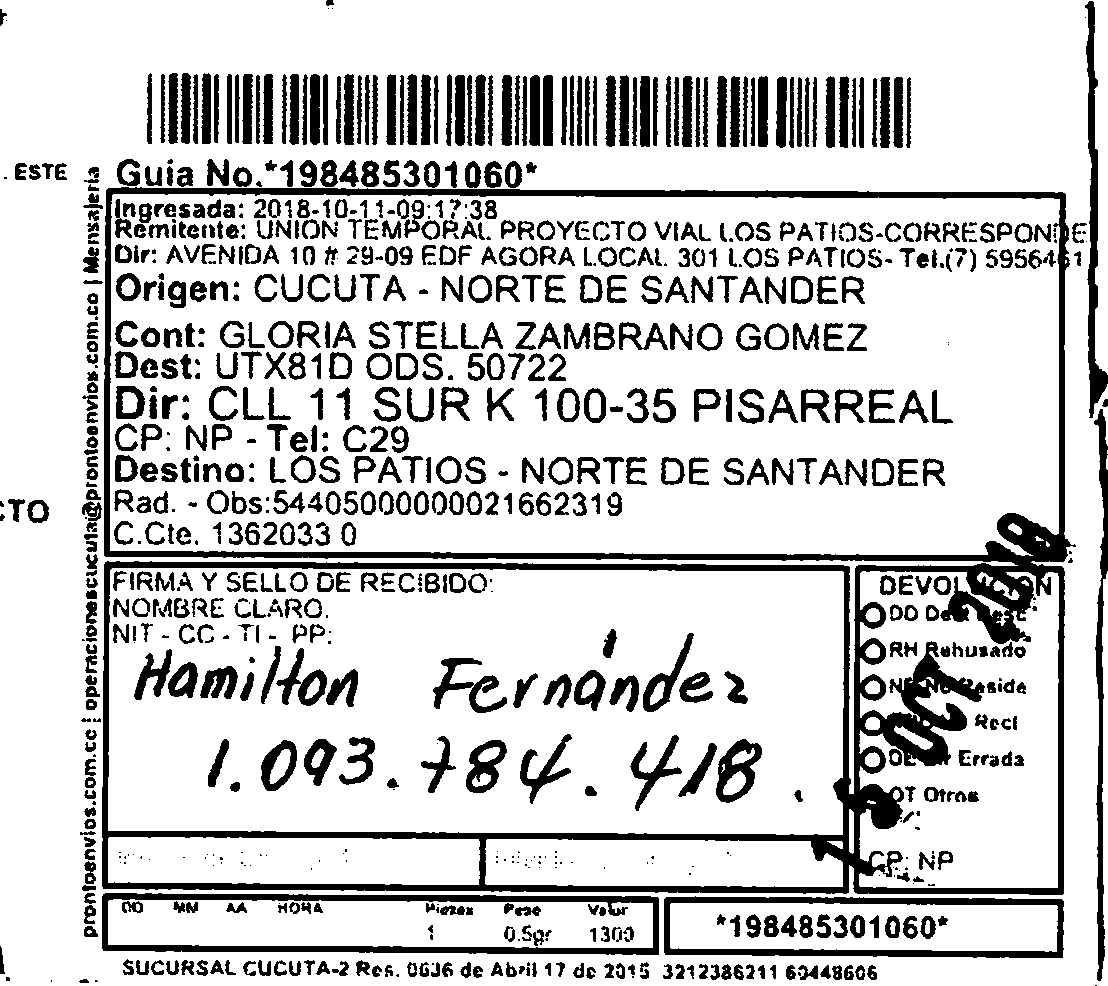 . ESTE
Guia No.*198485301060*
Ingresada: 2018-10-11-09:17:38
Remitente: UNION TEMPORAL PROYECTO VIAL LOS PATIOS-CORRESPONDE
Dir: AVENIDA 10 # 29-09 EDF AGORA LOCAL 301 LOS PATIOS- Tel.(7) 5956461
Origen: CUCUTA - NORTE DE SANTANDER
Cont: GLORIA STELLA ZAMBRANO GOMEZ
Dest: UTX81D ODS. 50722
Dir: CLL 11 SUR K 100-35 PISARREAL
CP: NP - Tel: C29
Destino: LOS PATIOS - NORTE DE SANTANDER
Rad. - Obs:544050000000021662319
C.Cte. 1362033 0
CTO
prontoenvios.com.co | operacionescucuta@prontoenvios.com.co | Mensajeria
FIRMA Y SELLO DE RECIBIDO:
NOMBRE CLARO.
NIT - CC - TI - PP:
Hamilton Fernández
1.093.784.418.
DEVOLUCION
DD
RH Rehusado
Reside
Reci
DE Dir Errada
OT Otros
CP: NP
OCT 2018
DD MM AA HORA
Piezas Peso Valor
1 0.5gr 1300
*198485301060*
SUCURSAL CUCUTA-2 Res. 0636 de Abril 17 de 2015 3212386211 60448606